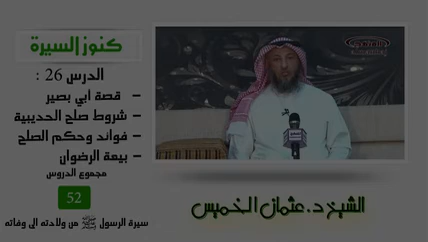 كنوز السيرة
الدرس 26 :
– قصة أبي بصير
– شروط صلح الحديبية
– فوائد وحكم الصلح
– بيعة الرضوان
مجموع الدروس
52
سيرة الرسول ﷺ من ولادته الى وفاته
الشيخ د. عثمان الخميس